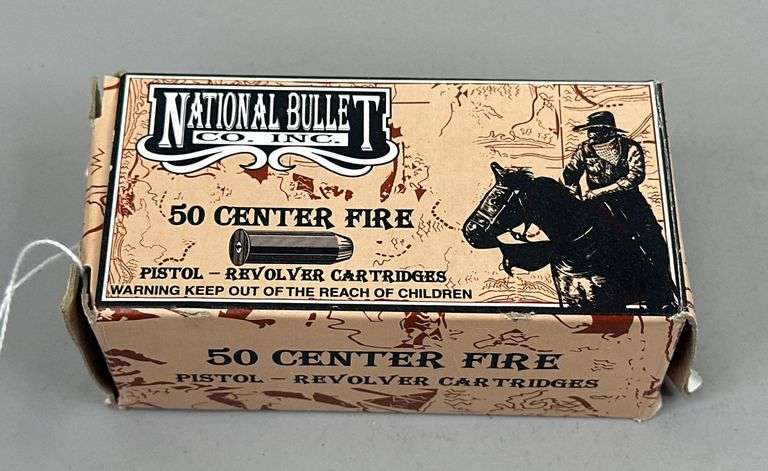 NATIONAL BULLET
CO. INC.
50 CENTER FIRE
PISTOL – REVOLVER CARTRIDGES
WARNING KEEP OUT OF THE REACH OF CHILDREN
50 CENTER FIRE
PISTOL – REVOLVER CARTRIDGES